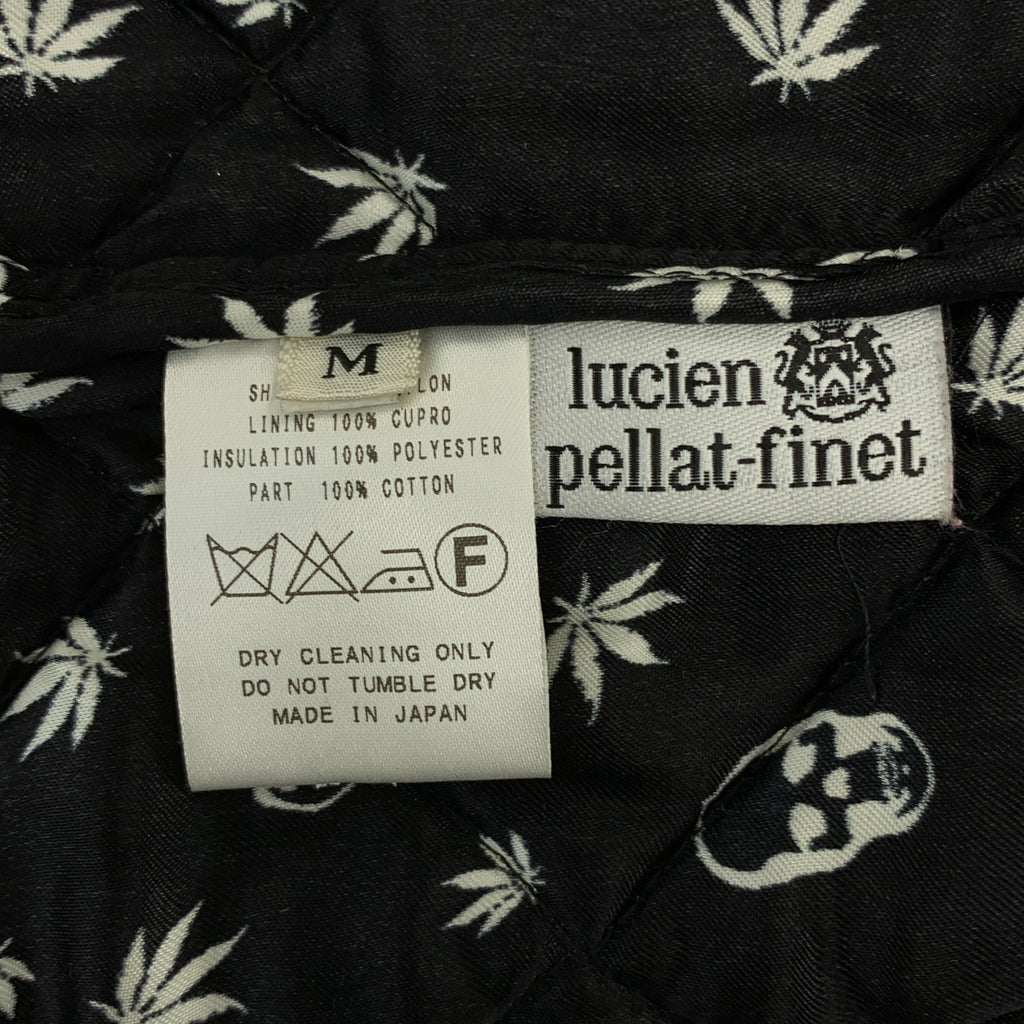 M
LINING 100% CUPRO
INSULATION 100% POLYESTER
PART 100% COTTON
F
DRY CLEANING ONLY
DO NOT TUMBLE DRY
MADE IN JAPAN
lucien
pellat-finet